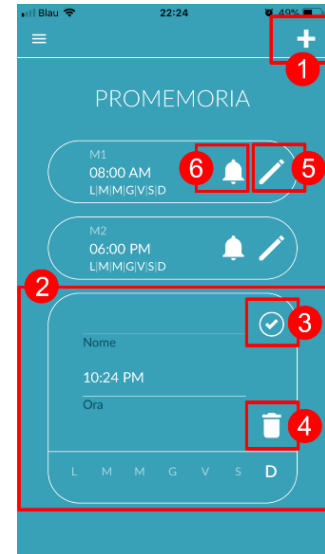 Blau 22:24 49%
1
PROMEMORIA
M1
08:00 AM 6 5
L|M|M|G|V|S|D
M2
06:00 PM
L|M|M|G|V|S|D
2
3
Nome
10:24 PM
Ora
4
L M M G V S D